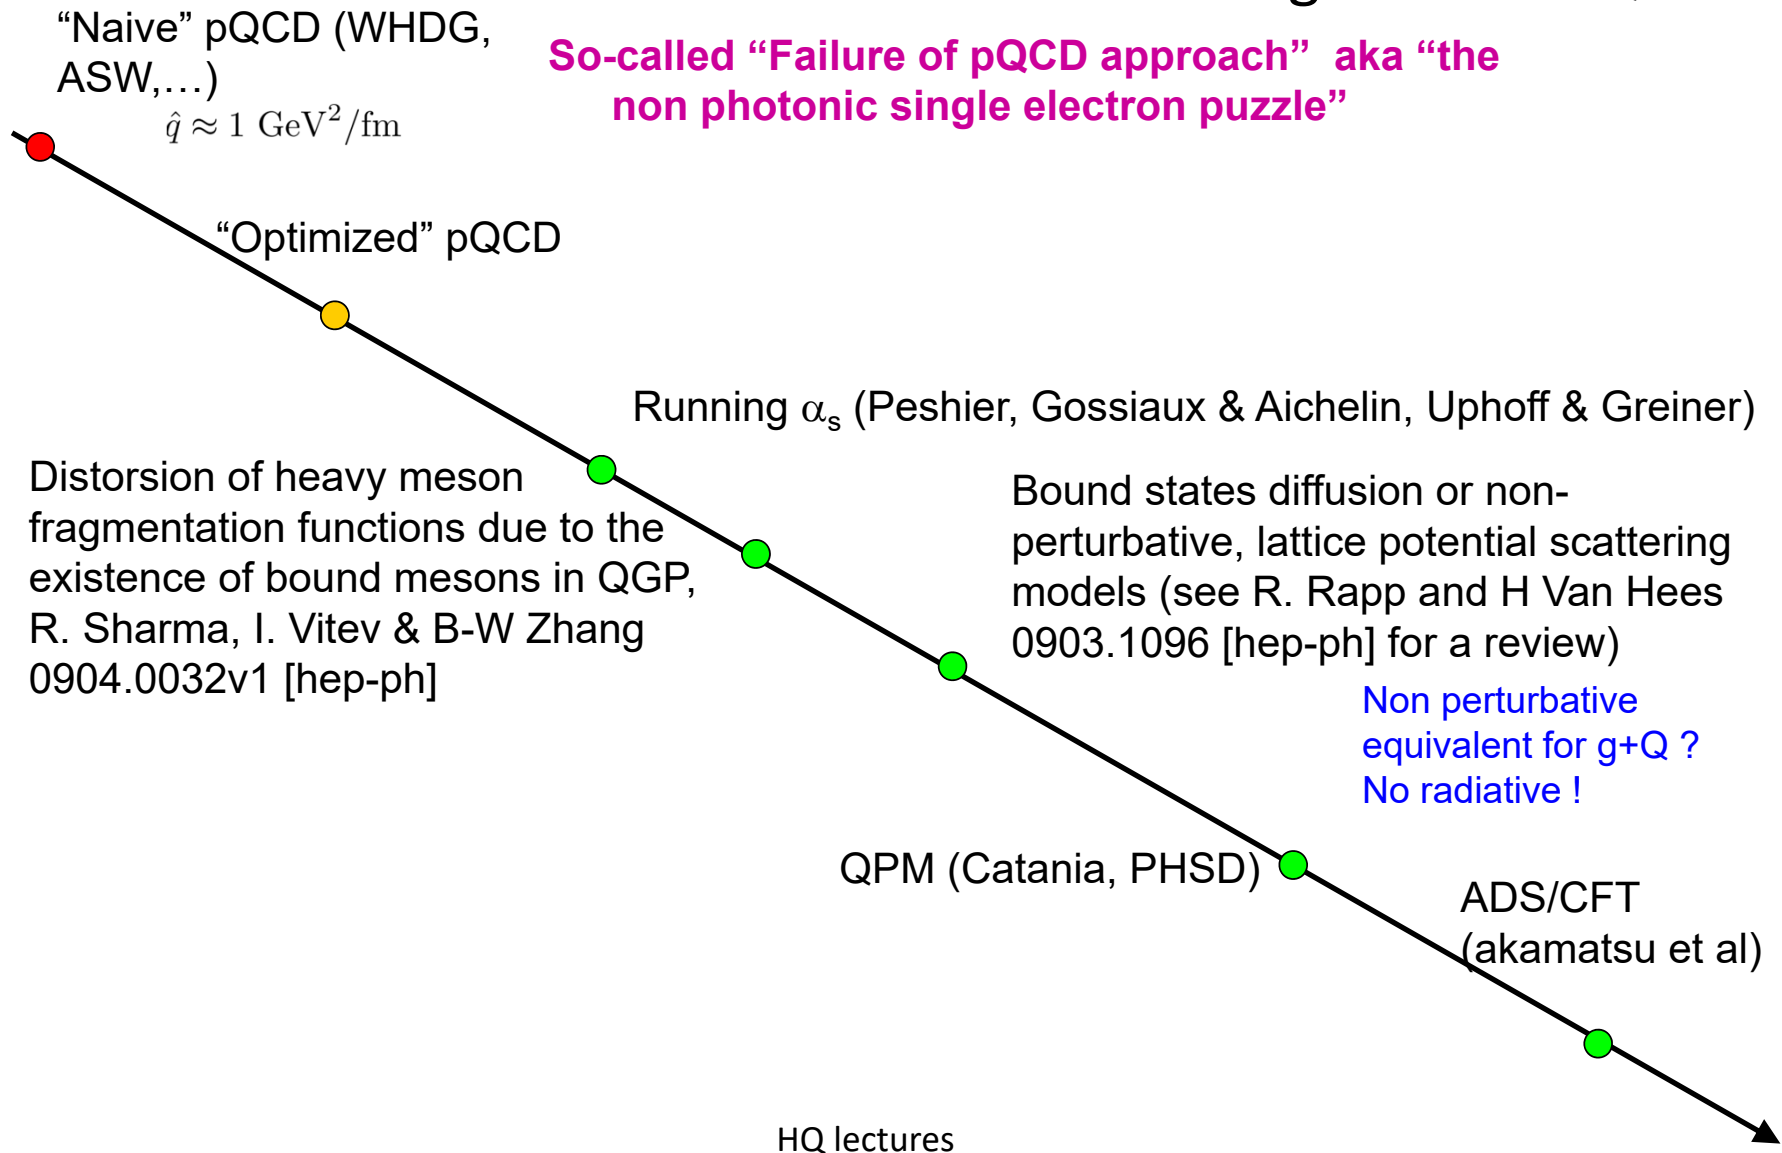 “Naive” pQCD (WHDG,
ASW,…)
q̂ ≈ 1 GeV²/fm
So-called “Failure of pQCD approach” aka “the
non photonic single electron puzzle”
“Optimized” pQCD
Running αs (Peshier, Gossiaux & Aichelin, Uphoff & Greiner)
Distorsion of heavy meson
fragmentation functions due to the
existence of bound mesons in QGP,
R. Sharma, I. Vitev & B-W Zhang
0904.0032v1 [hep-ph]
Bound states diffusion or non-
perturbative, lattice potential scattering
models (see R. Rapp and H Van Hees
0903.1096 [hep-ph] for a review)
Non perturbative
equivalent for g+Q ?
No radiative !
QPM (Catania, PHSD)
ADS/CFT
(akamatsu et al)
HQ lectures